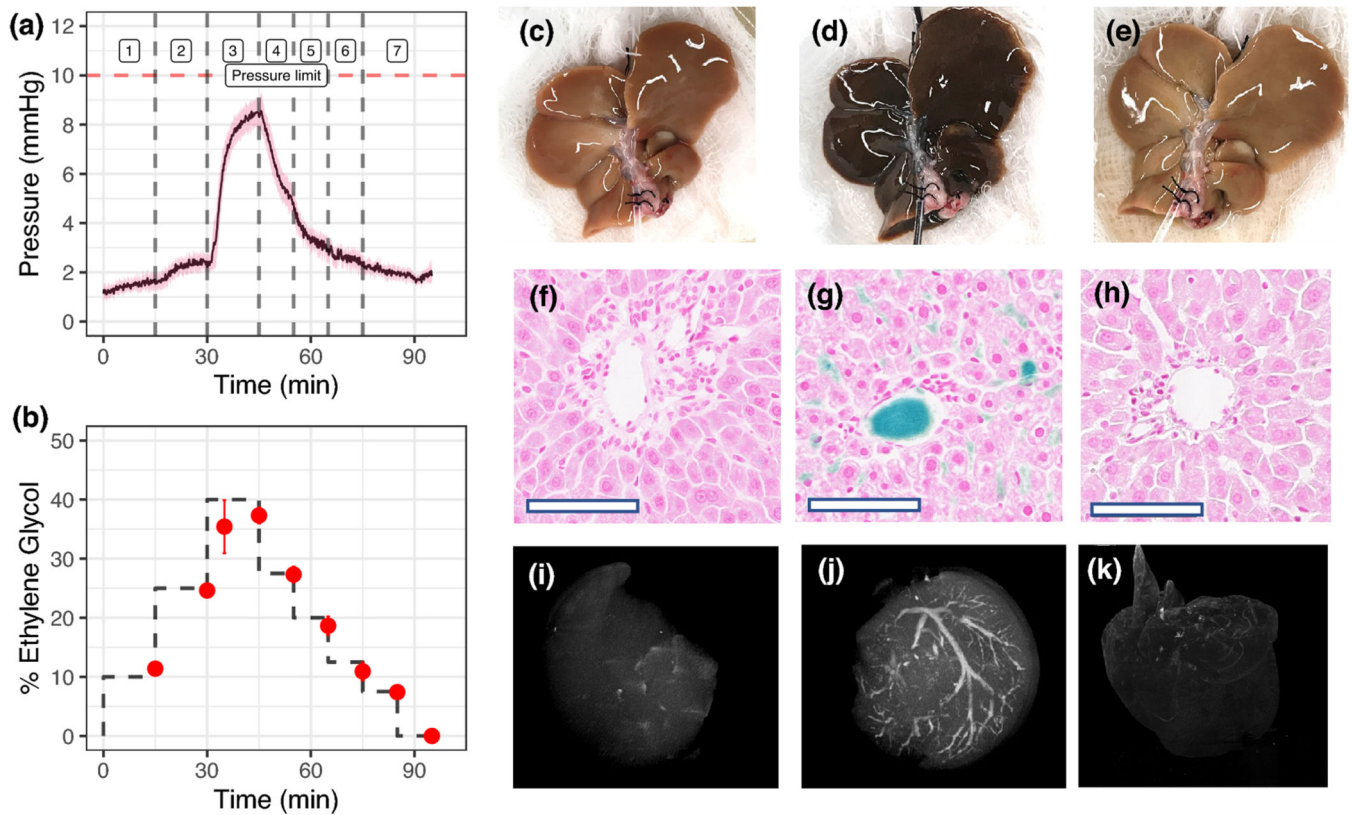 (a)
12
10
8
6
4
2
0
Pressure (mmHg)
1 2 3 4 5 6 7
Pressure limit
0 30 60 90
Time (min)
(b)
50
40
30
20
10
0
% Ethylene Glycol
0 30 60 90
Time (min)
(c) (d) (e)
(f) (g) (h)
(i) (j) (k)